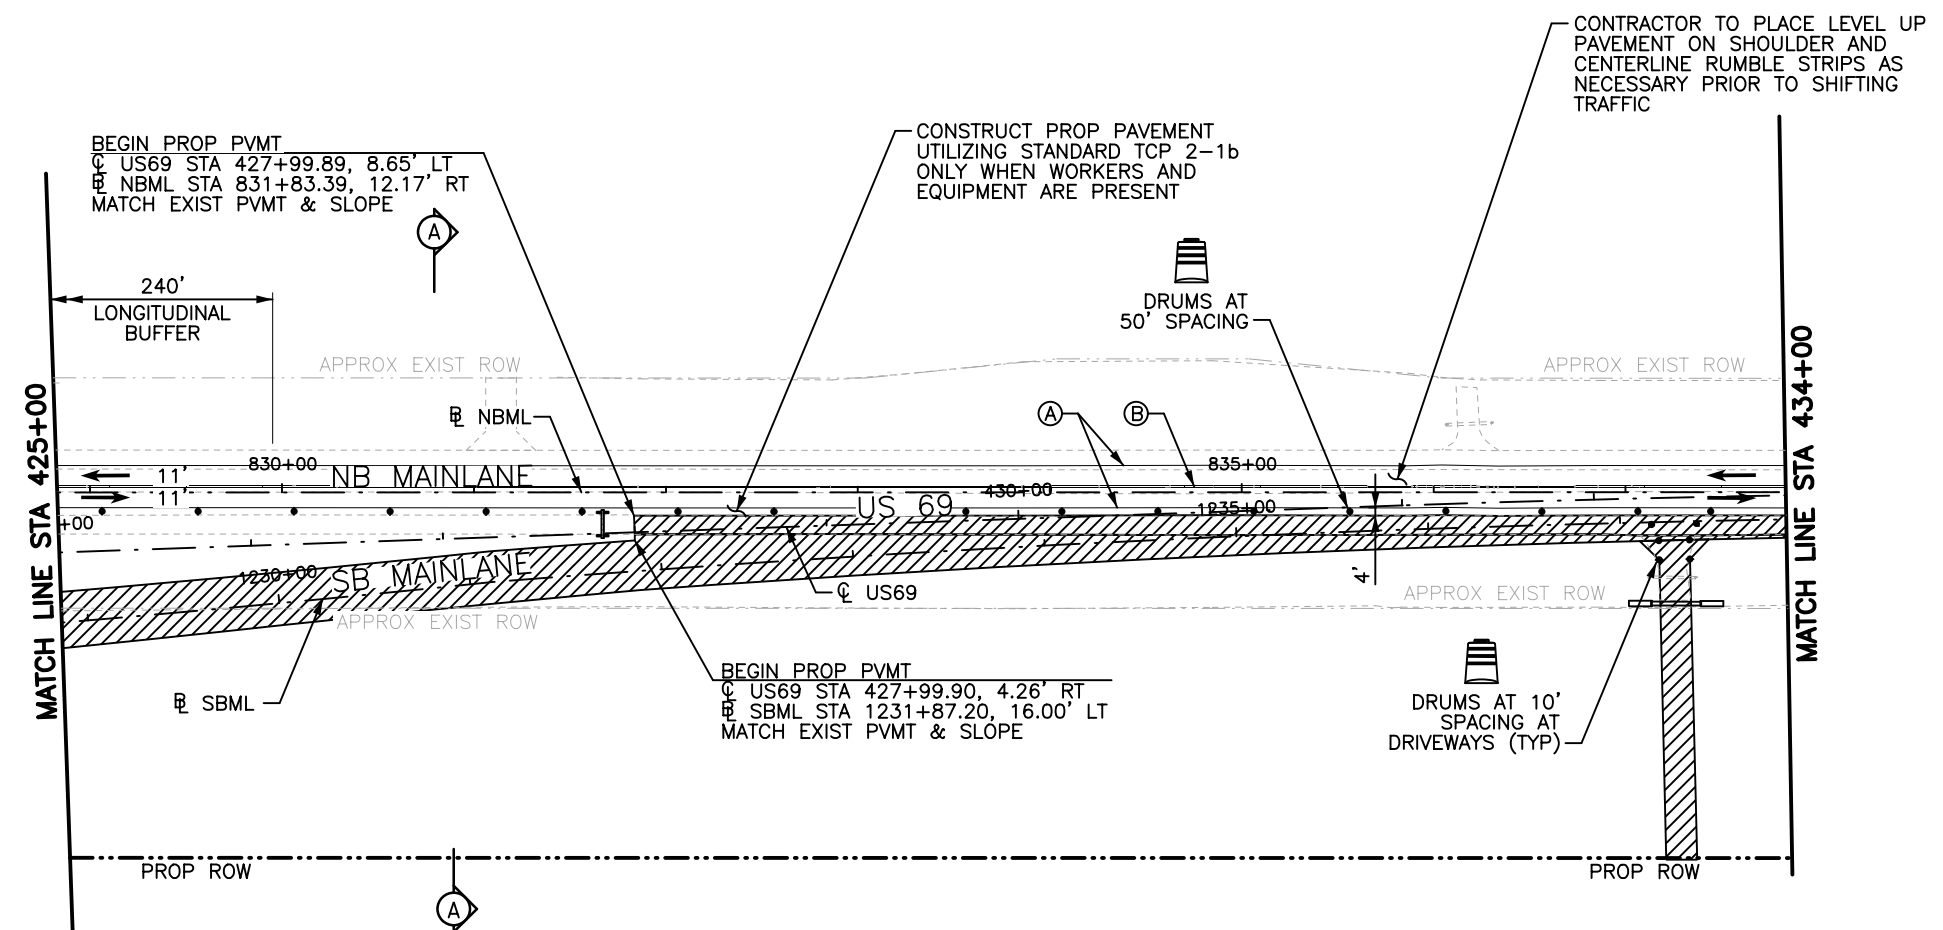 CONTRACTOR TO PLACE LEVEL UP
PAVEMENT ON SHOULDER AND
CENTERLINE RUMBLE STRIPS AS
NECESSARY PRIOR TO SHIFTING
TRAFFIC
BEGIN PROP PVMT
℄ US69 STA 427+99.89, 8.65' LT
BL NBML STA 831+83.39, 12.17' RT
MATCH EXIST PVMT & SLOPE
CONSTRUCT PROP PAVEMENT
UTILIZING STANDARD TCP 2-1b
ONLY WHEN WORKERS AND
EQUIPMENT ARE PRESENT
A
240'
LONGITUDINAL
BUFFER
DRUMS AT
50' SPACING
APPROX EXIST ROW
APPROX EXIST ROW
MATCH LINE STA 425+00
MATCH LINE STA 434+00
BL NBML
A
B
830+00
NB MAINLANE
835+00
11'
11'
430+00
US 69
1235+00
+00
1230+00
SB MAINLANE
4'
℄ US69
APPROX EXIST ROW
APPROX EXIST ROW
BEGIN PROP PVMT
℄ US69 STA 427+99.90, 4.26' RT
BL SBML STA 1231+87.20, 16.00' LT
MATCH EXIST PVMT & SLOPE
BL SBML
DRUMS AT 10'
SPACING AT
DRIVEWAYS (TYP)
PROP ROW
PROP ROW
A